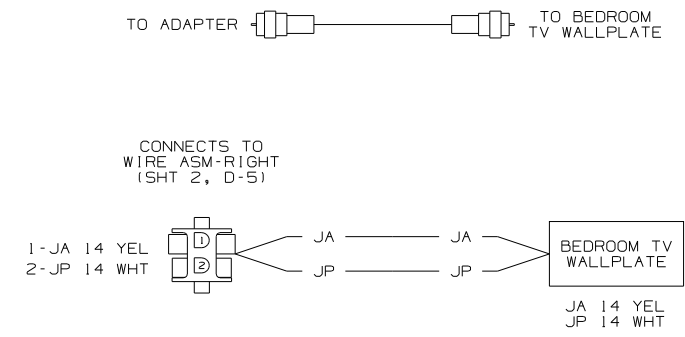 TO ADAPTER
TO BEDROOM
TV WALLPLATE
CONNECTS TO
WIRE ASM-RIGHT
(SHT 2, D-5)
1
2
1-JA 14 YEL
2-JP 14 WHT
JA
JA
JP
JP
BEDROOM TV
WALLPLATE
JA 14 YEL
JP 14 WHT